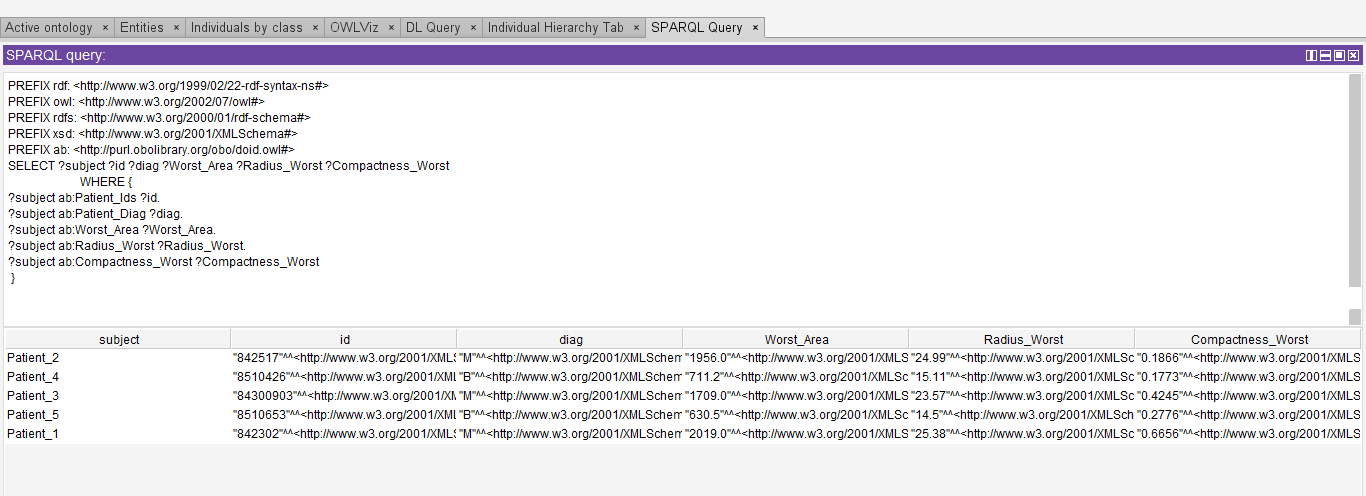 Active ontology × Entities × Individuals by class × OWLViz × DL Query × Individual Hierarchy Tab × SPARQL Query ×
SPARQL query:
PREFIX rdf: <http://www.w3.org/1999/02/22-rdf-syntax-ns#>
PREFIX owl: <http://www.w3.org/2002/07/owl#>
PREFIX rdfs: <http://www.w3.org/2000/01/rdf-schema#>
PREFIX xsd: <http://www.w3.org/2001/XMLSchema#>
PREFIX ab: <http://purl.obolibrary.org/obo/doid.owl#>
SELECT ?subject ?id ?diag ?Worst_Area ?Radius_Worst ?Compactness_Worst
WHERE {
?subject ab:Patient_Ids ?id.
?subject ab:Patient_Diag ?diag.
?subject ab:Worst_Area ?Worst_Area.
?subject ab:Radius_Worst ?Radius_Worst.
?subject ab:Compactness_Worst ?Compactness_Worst
}
subject id diag Worst_Area Radius_Worst Compactness_Worst
Patient_2 "842517"^^<http://www.w3.org/2001/XMLS "M"^^<http://www.w3.org/2001/XMLSchem "1956.0"^^<http://www.w3.org/2001/XMLS "24.99"^^<http://www.w3.org/2001/XMLSc "0.1866"^^<http://www.w3.org/2001/XMLS
Patient_4 "8510426"^^<http://www.w3.org/2001/XML "B"^^<http://www.w3.org/2001/XMLSchem "711.2"^^<http://www.w3.org/2001/XMLSc "15.11"^^<http://www.w3.org/2001/XMLSc "0.1773"^^<http://www.w3.org/2001/XMLS
Patient_3 "84300903"^^<http://www.w3.org/2001/XM "M"^^<http://www.w3.org/2001/XMLSchem "1709.0"^^<http://www.w3.org/2001/XMLS "23.57"^^<http://www.w3.org/2001/XMLSc "0.4245"^^<http://www.w3.org/2001/XMLS
Patient_5 "8510653"^^<http://www.w3.org/2001/XML "B"^^<http://www.w3.org/2001/XMLSchem "630.5"^^<http://www.w3.org/2001/XMLSc "14.5"^^<http://www.w3.org/2001/XMLSch "0.2776"^^<http://www.w3.org/2001/XMLS
Patient_1 "842302"^^<http://www.w3.org/2001/XMLS "M"^^<http://www.w3.org/2001/XMLSchem "2019.0"^^<http://www.w3.org/2001/XMLS "25.38"^^<http://www.w3.org/2001/XMLSc "0.6656"^^<http://www.w3.org/2001/XMLS